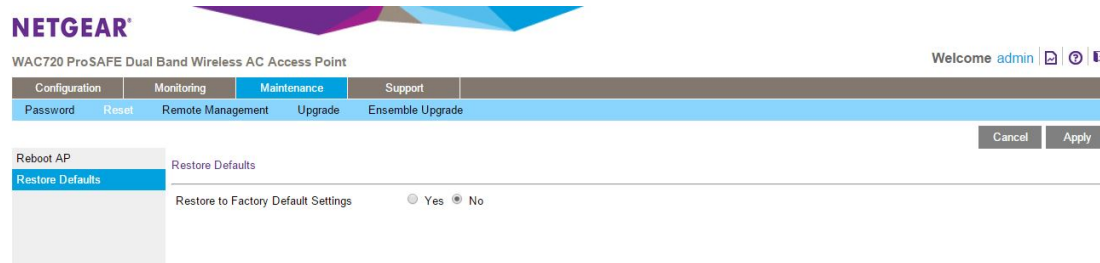 NETGEAR®
WAC720 ProSAFE Dual Band Wireless AC Access Point
Welcome admin
Configuration Monitoring Maintenance Support
Password Reset Remote Management Upgrade Ensemble Upgrade
Cancel Apply
Reboot AP
Restore Defaults
Restore Defaults
Restore to Factory Default Settings Yes No